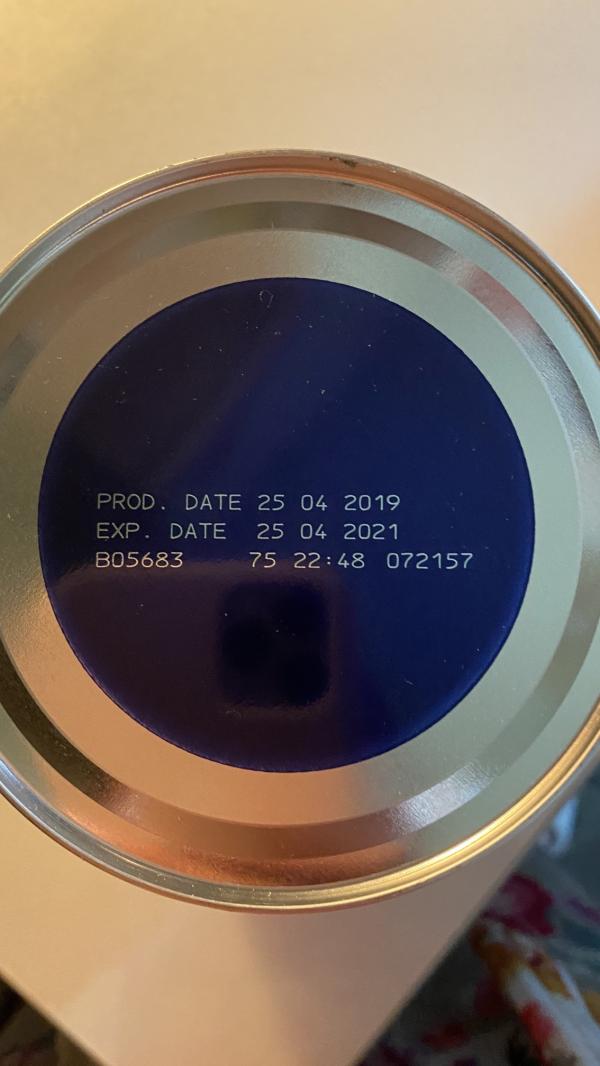 PROD. DATE 25 04 2019
EXP. DATE 25 04 2021
B05683 75 22:48 072157